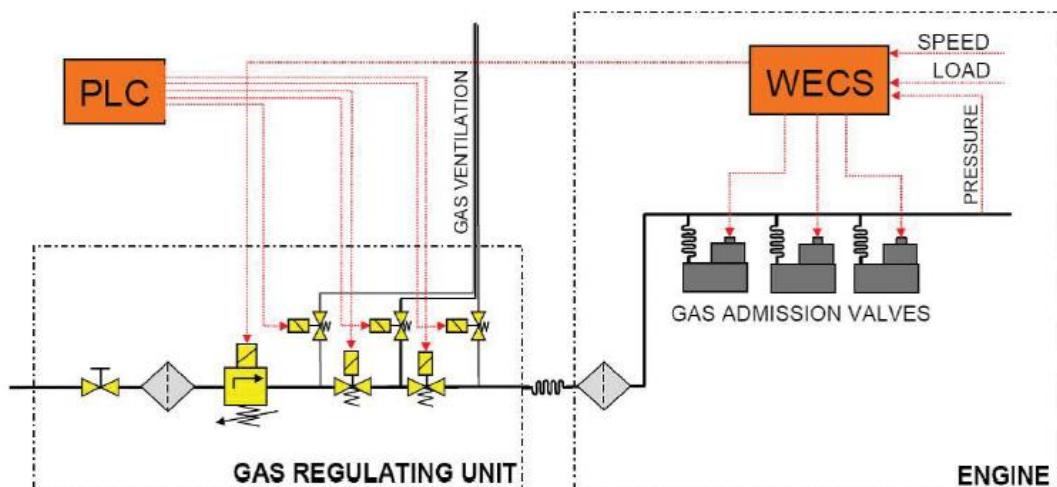 PLC
GAS VENTILATION
WECS
SPEED
LOAD
PRESSURE
GAS ADMISSION VALVES
GAS REGULATING UNIT
ENGINE